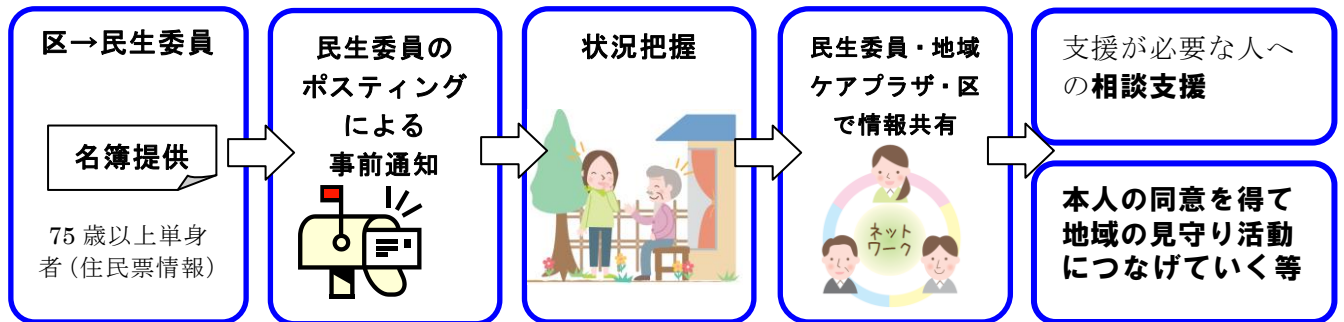 区→民生委員
名簿提供
75 歳以上単身
者(住民票情報)
民生委員の
ポスティング
による
事前通知
状況把握
民生委員・地域
ケアプラザ・区
で情報共有
ネット
ワーク
支援が必要な人へ
の相談支援
本人の同意を得て
地域の見守り活動
につなげていく等